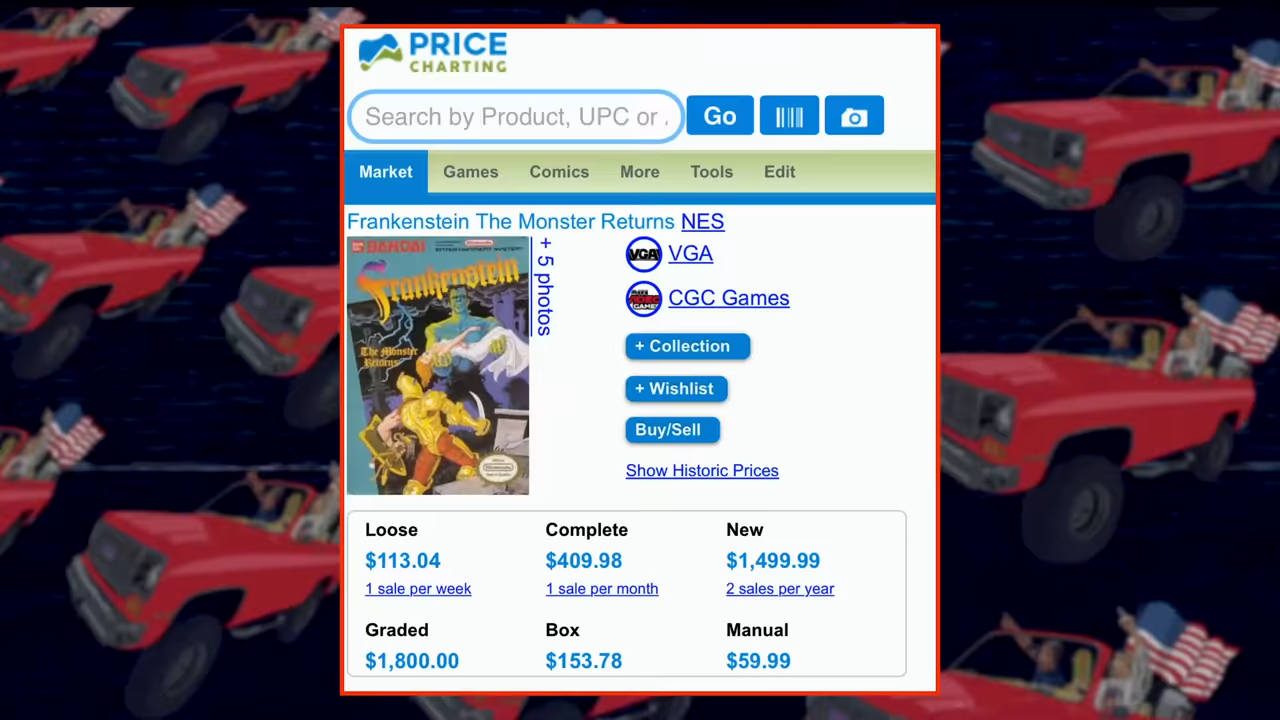 PRICE
CHARTING
Search by Product, UPC or
Go
Market Games Comics More Tools Edit
Frankenstein The Monster Returns NES
BANDAI
Frankenstein
The Monster
Returns
+ 5 photos
VGA
VGA
CGC Games
+ Collection
+ Wishlist
Buy/Sell
Show Historic Prices
Loose Complete New
$113.04 $409.98 $1,499.99
1 sale per week 1 sale per month 2 sales per year
Graded Box Manual
$1,800.00 $153.78 $59.99